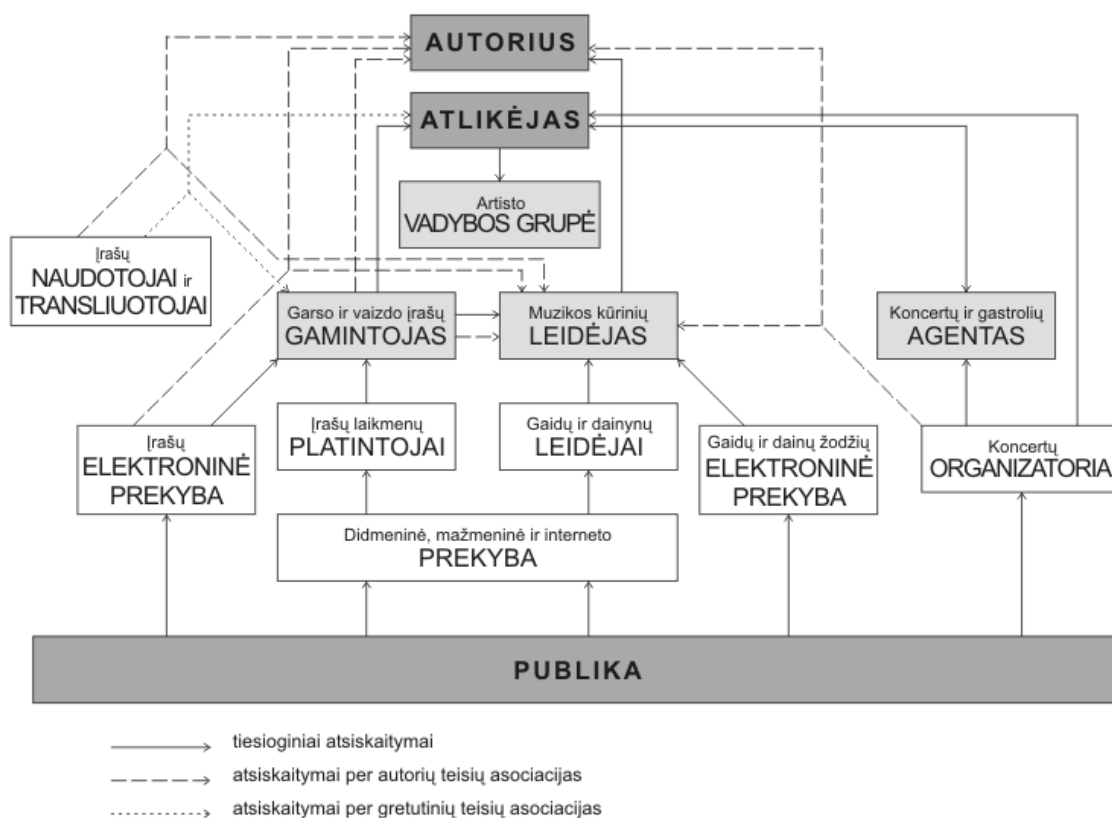 AUTORIUS
ATLIKĖJAS
Artisto
VADYBOS GRUPĖ
Įrašų
NAUDOTOJAI ir
TRANSLIUOTOJAI
Garso ir vaizdo įrašų
GAMINTOJAS
Muzikos kūrinių
LEIDĖJAS
Koncertų ir gastrolių
AGENTAS
Įrašų
ELEKTRONINĖ
PREKYBA
Įrašų laikmenų
PLATINTOJAI
Gaidų ir dainynų
LEIDĖJAI
Gaidų ir dainų žodžių
ELEKTRONINĖ
PREKYBA
Koncertų
ORGANIZATORIA
Didmeninė, mažmeninė ir interneto
PREKYBA
PUBLIKA
tiesioginiai atsiskaitymai
atsiskaitymai per autorių teisių asociacijas
atsiskaitymai per gretutinių teisių asociacijas